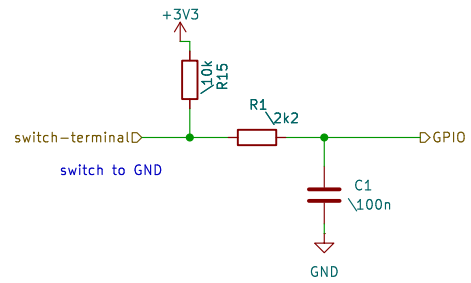 +3V3
10k
R15
R1
2k2
switch-terminal
GPIO
switch to GND
C1
100n
GND